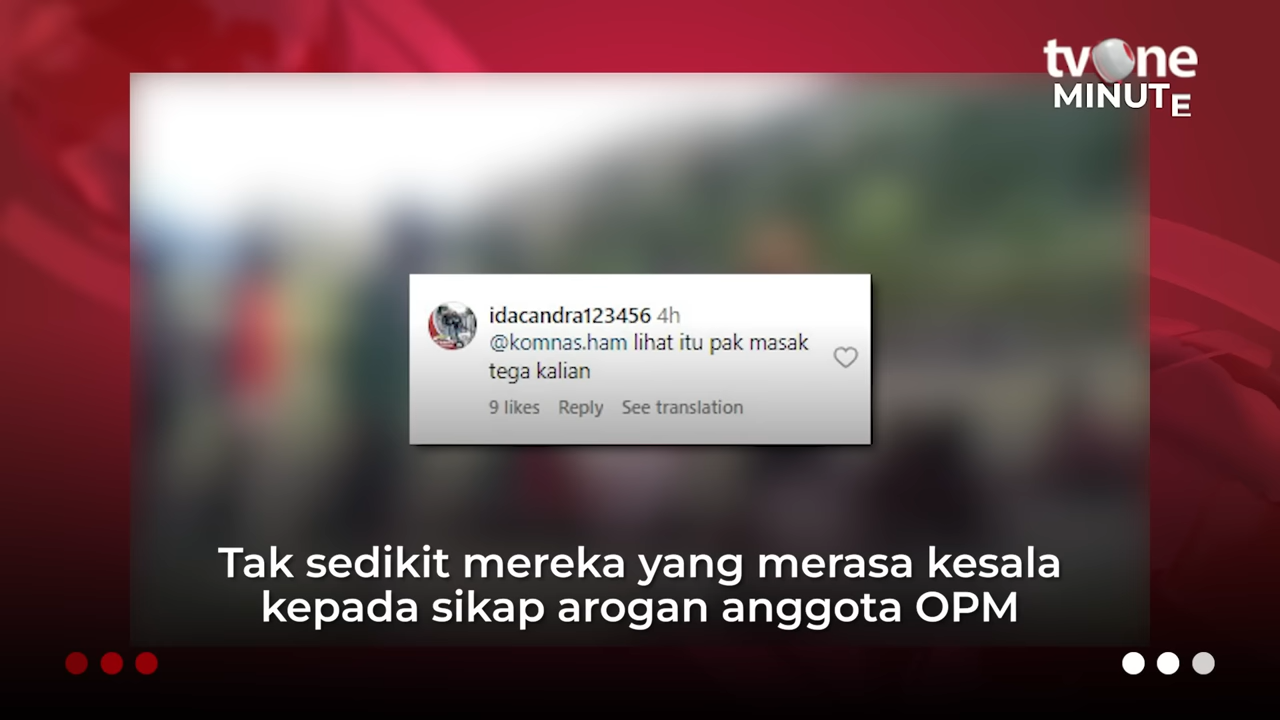 tvOne
MINUTE
idacandra123456 4h
@komnas.ham lihat itu pak masak
tega kalian
9 likes Reply See translation
Tak sedikit mereka yang merasa kesala
kepada sikap arogan anggota OPM